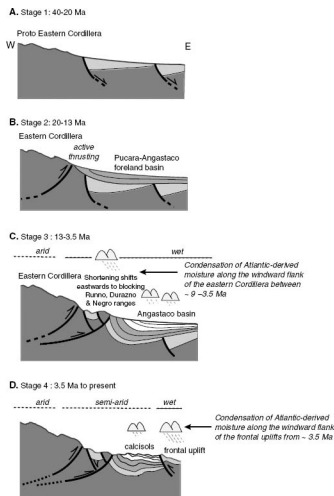 A. Stage 1: 40-20 Ma
Proto Eastern Cordillera
W
E
B. Stage 2: 20-13 Ma
Eastern Cordillera
active
thrusting
Pucara-Angastaco
foreland basin
C. Stage 3 : 13-3.5 Ma
arid
wet
Condensation of Atlantic-derived
moisture along the windward flank
of the eastern Cordillera between
~ 9 –3.5 Ma
Eastern Cordillera
Shortening shifts
eastwards to blocking
Runno, Durazno
& Negro ranges
Angastaco basin
D. Stage 4 : 3.5 Ma to present
arid
semi-arid
wet
Condensation of Atlantic-derived
moisture along the windward flank
of the frontal uplifts from ~ 3.5 Ma
calcisols
frontal uplift